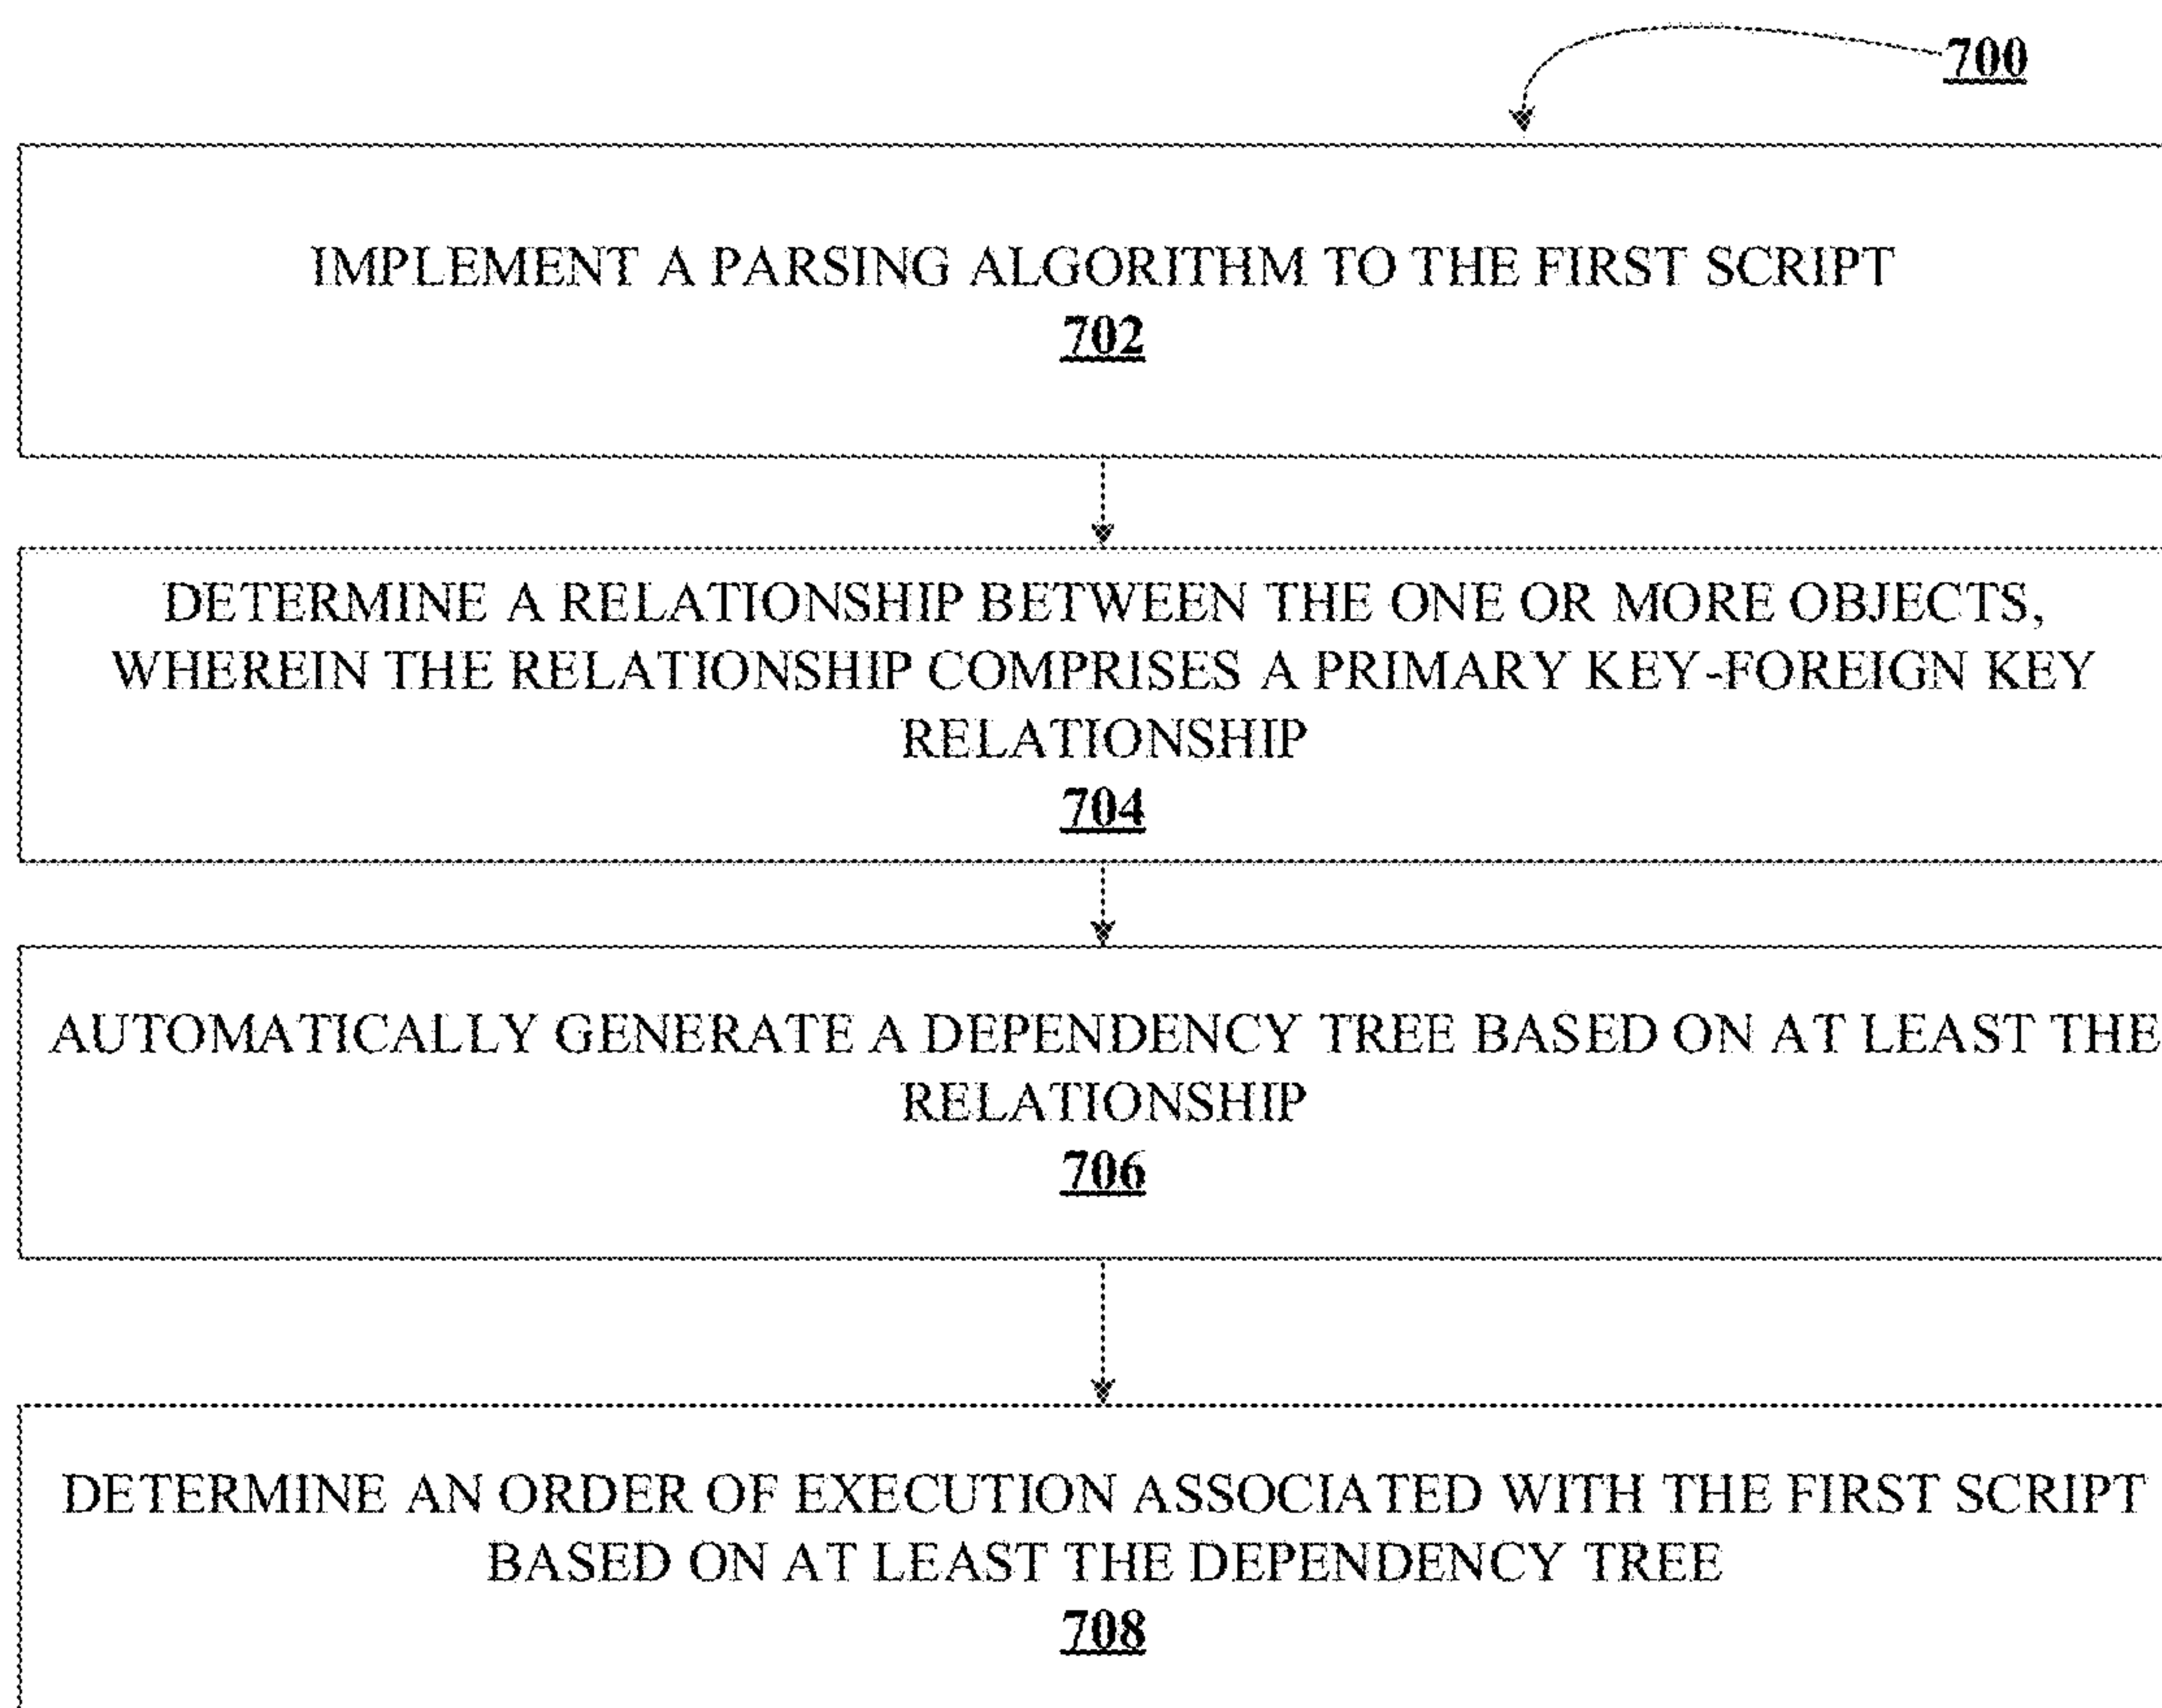 700
IMPLEMENT A PARSING ALGORITHM TO THE FIRST SCRIPT
702
DETERMINE A RELATIONSHIP BETWEEN THE ONE OR MORE OBJECTS,
WHEREIN THE RELATIONSHIP COMPRISES A PRIMARY KEY-FOREIGN KEY
RELATIONSHIP
704
AUTOMATICALLY GENERATE A DEPENDENCY TREE BASED ON AT LEAST THE
RELATIONSHIP
706
DETERMINE AN ORDER OF EXECUTION ASSOCIATED WITH THE FIRST SCRIPT
BASED ON AT LEAST THE DEPENDENCY TREE
708